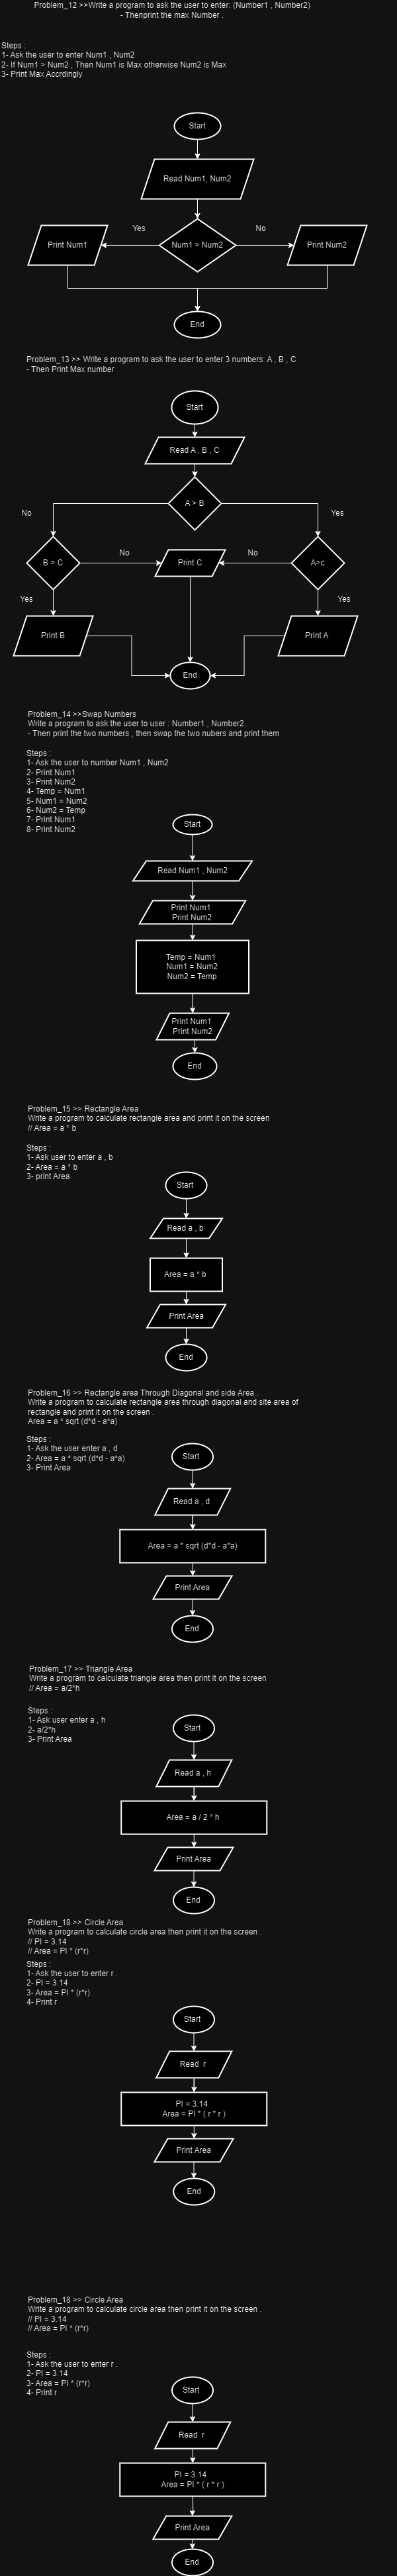 Problem_12 >>Write a program to ask the user to enter: (Number1 , Number2)
- Thenprint the max Number .
Steps :
1- Ask the user to enter Num1 , Num2
2- If Num1 > Num2 , Then Num1 is Max otherwise Num2 is Max
3- Print Max Accrdingly
Start
Read Num1, Num2
Yes
No
Print Num1
Num1 > Num2
Print Num2
End
Problem_13 >> Write a program to ask the user to enter 3 numbers: A , B , C
- Then Print Max number
Start
Read A , B , C
A > B
No
Yes
No
No
B > C
Print C
A>c
Yes
Yes
Print B
Print A
End
Problem_14 >>Swap Numbers
Write a program to ask the user to user : Number1 , Number2
- Then print the two numbers , then swap the two nubers and print them
Steps :
1- Ask the user to number Num1 , Num2
2- Print Num1
3- Print Num2
4- Temp = Num1
5- Num1 = Num2
6- Num2 = Temp
7- Print Num1
8- Print Num2
Start
Read Num1 , Num2
Print Num1
Print Num2
Temp = Num1
Num1 = Num2
Num2 = Temp
Print Num1
Print Num2
End
Problem_15 >> Rectangle Area
Write a program to calculate rectangle area and print it on the screen
// Area = a * b
Steps :
1- Ask user to enter a , b
2- Area = a * b
3- print Area
Start
Read a , b
Area = a * b
Print Area
End
Problem_16 >> Rectangle area Through Diagonal and side Area .
Write a program to calculate rectangle area through diagonal and site area of
rectangle and print it on the screen .
Area = a * sqrt (d*d - a*a)
Steps :
1- Ask the user enter a , d
2- Area = a * sqrt (d*d - a*a)
3- Print Area
Start
Read a , d
Area = a * sqrt (d*d - a*a)
Print Area
End
Problem_17 >> Triangle Area
Write a program to calculate triangle area then print it on the screen
// Area = a/2*h
Steps :
1- Ask user enter a , h
2- a/2*h
3- Print Area
Start
Read a , h
Area = a / 2 * h
Print Area
End
Problem_18 >> Circle Area
Write a program to calculate circle area then print it on the screen .
// PI = 3.14
// Area = PI * (r*r)
Steps :
1- Ask the user to enter r .
2- PI = 3.14
3- Area = PI * (r*r)
4- Print r
Start
Read r
PI = 3.14
Area = PI * ( r * r )
Print Area
End
Problem_18 >> Circle Area
Write a program to calculate circle area then print it on the screen .
// PI = 3.14
// Area = PI * (r*r)
Steps :
1- Ask the user to enter r .
2- PI = 3.14
3- Area = PI * (r*r)
4- Print r
Start
Read r
PI = 3.14
Area = PI * ( r * r )
Print Area
End